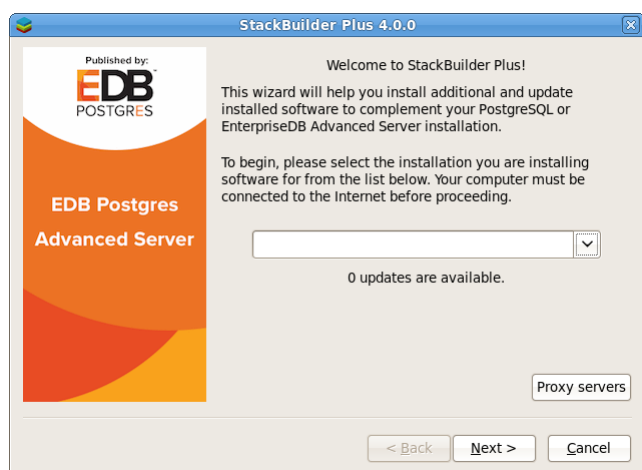 StackBuilder Plus 4.0.0
Published by:
EDB
POSTGRES
EDB Postgres
Advanced Server
Welcome to StackBuilder Plus!
This wizard will help you install additional and update
installed software to complement your PostgreSQL or
EnterpriseDB Advanced Server installation.
To begin, please select the installation you are installing
software for from the list below. Your computer must be
connected to the Internet before proceeding.
0 updates are available.
Proxy servers
< Back
Next >
Cancel